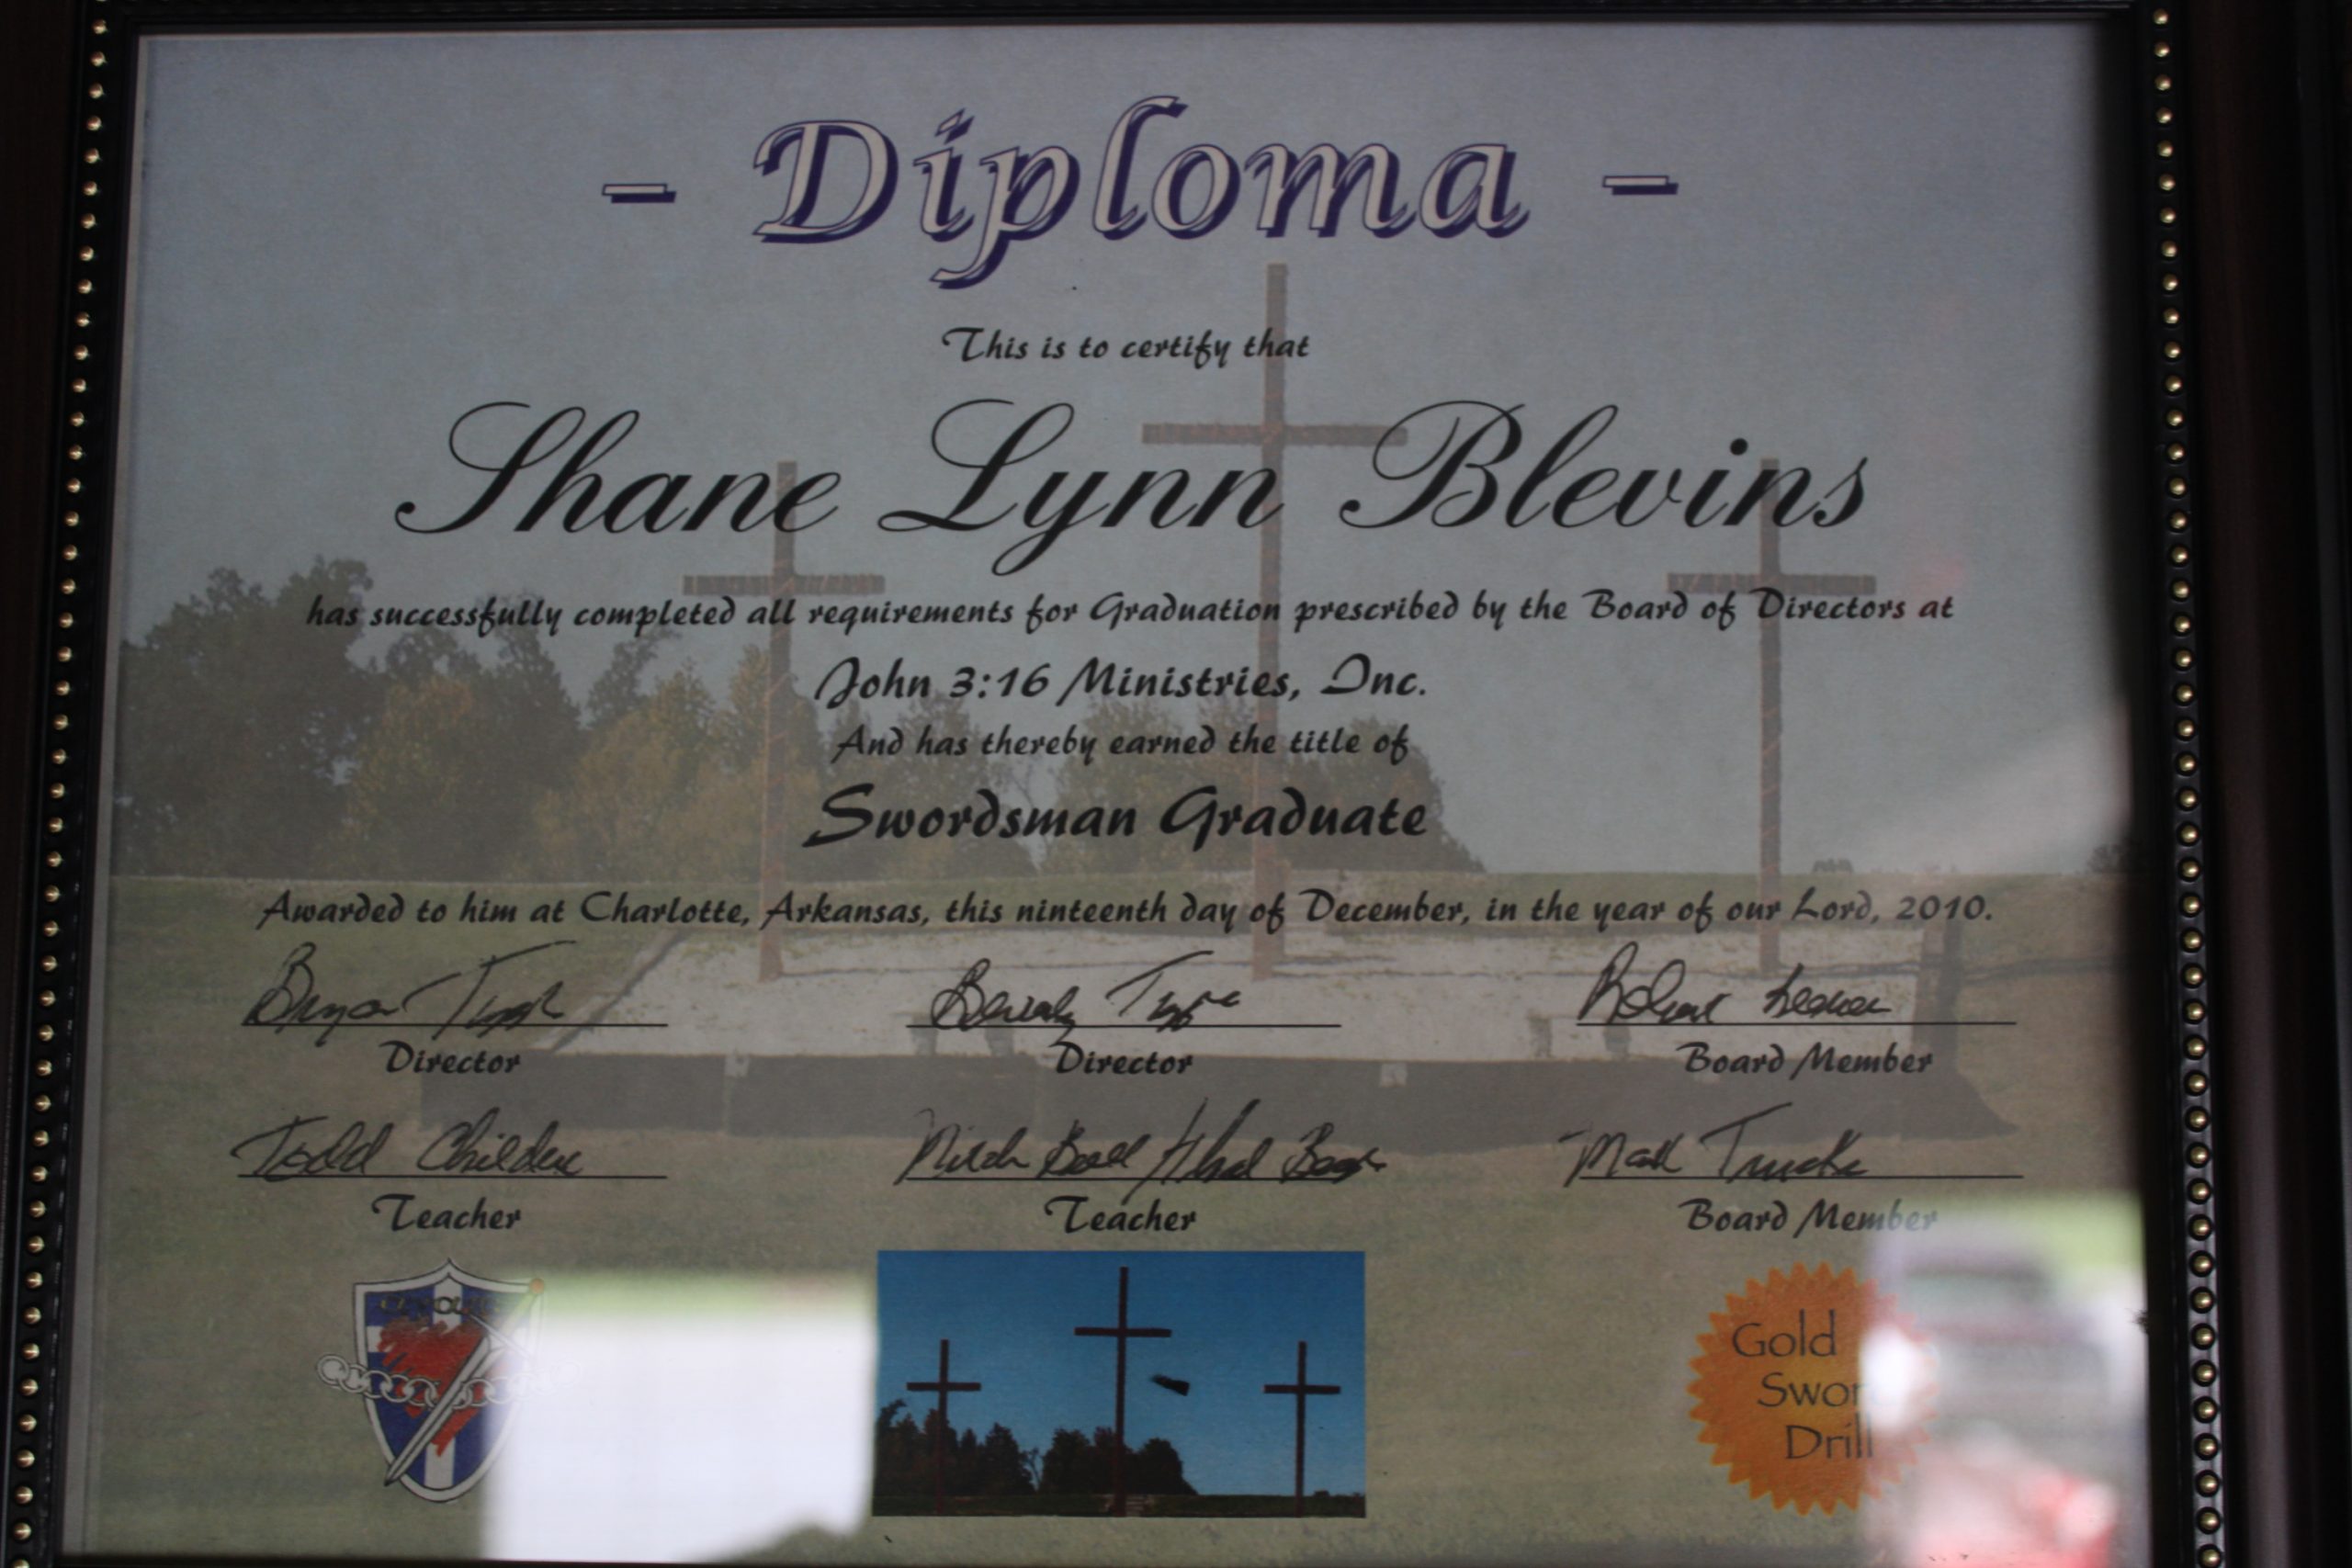 - Diploma -
This is to certify that
Shane Lynn Blevins
has successfully completed all requirements for Graduation prescribed by the Board of Directors at
John 3:16 Ministries, Inc.
And has thereby earned the title of
Swordsman Graduate
Awarded to him at Charlotte, Arkansas, this ninteenth day of December, in the year of our Lord, 2010.
Director
Director
Board Member
Todd
Teacher
Teacher
Board Member
Gold
Drill